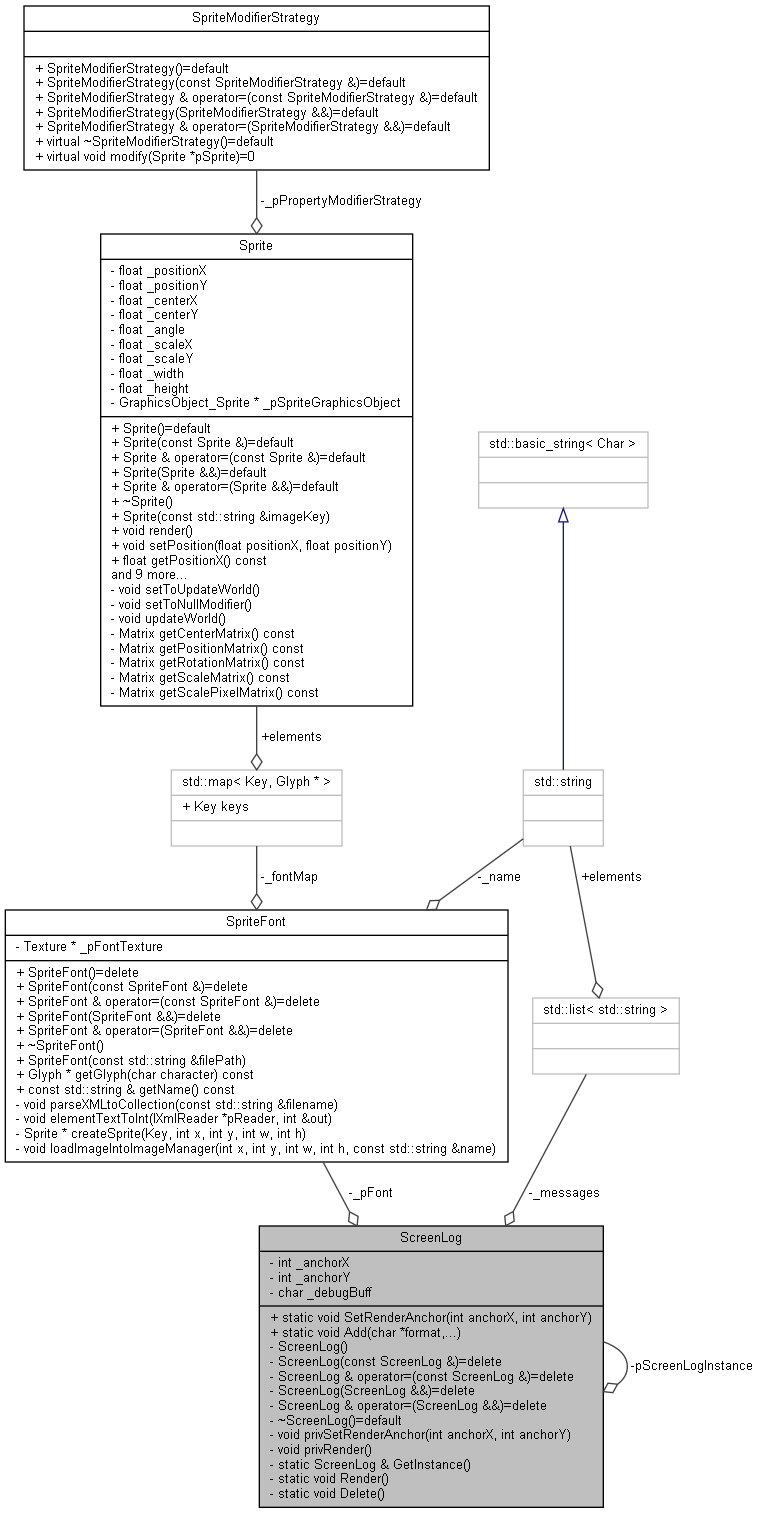 SpriteModifierStrategy
+ SpriteModifierStrategy()=default
+ SpriteModifierStrategy(const SpriteModifierStrategy &)=default
+ SpriteModifierStrategy & operator=(const SpriteModifierStrategy &)=default
+ SpriteModifierStrategy(SpriteModifierStrategy &&)=default
+ SpriteModifierStrategy & operator=(SpriteModifierStrategy &&)=default
+ virtual ~SpriteModifierStrategy()=default
+ virtual void modify(Sprite *pSprite)=0
-_pPropertyModifierStrategy
Sprite
- float _positionX
- float _positionY
- float _centerX
- float _centerY
- float _angle
- float _scaleX
- float _scaleY
- float _width
- float _height
- GraphicsObject_Sprite * _pSpriteGraphicsObject
+ Sprite()=default
+ Sprite(const Sprite &)=default
+ Sprite & operator=(const Sprite &)=default
+ Sprite(Sprite &&)=default
+ Sprite & operator=(Sprite &&)=default
+ ~Sprite()
+ Sprite(const std::string &imageKey)
+ void render()
+ void setPosition(float positionX, float positionY)
+ float getPositionX() const
and 9 more...
- void setToUpdateWorld()
- void setToNullModifier()
- void updateWorld()
- Matrix getCenterMatrix() const
- Matrix getPositionMatrix() const
- Matrix getRotationMatrix() const
- Matrix getScaleMatrix() const
- Matrix getScalePixelMatrix() const
std::basic_string< Char >
+elements
std::map< Key, Glyph * >
+ Key keys
std::string
-_fontMap
-_name
+elements
SpriteFont
- Texture * _pFontTexture
+ SpriteFont()=delete
+ SpriteFont(const SpriteFont &)=delete
+ SpriteFont & operator=(const SpriteFont &)=delete
+ SpriteFont(SpriteFont &&)=delete
+ SpriteFont & operator=(SpriteFont &&)=delete
+ ~SpriteFont()
+ SpriteFont(const std::string &filePath)
+ Glyph * getGlyph(char character) const
+ const std::string & getName() const
- void parseXMLtoCollection(const std::string &filename)
- void elementTextToInt(IXmlReader *pReader, int &out)
- Sprite * createSprite(Key, int x, int y, int w, int h)
- void loadImageIntoImageManager(int x, int y, int w, int h, const std::string &name)
std::list< std::string >
-_pFont
-_messages
ScreenLog
- int _anchorX
- int _anchorY
- char _debugBuff
+ static void SetRenderAnchor(int anchorX, int anchorY)
+ static void Add(char *format,...)
- ScreenLog()
- ScreenLog(const ScreenLog &)=delete
- ScreenLog & operator=(const ScreenLog &)=delete
- ScreenLog(ScreenLog &&)=delete
- ScreenLog & operator=(ScreenLog &&)=delete
- ~ScreenLog()=default
- void privSetRenderAnchor(int anchorX, int anchorY)
- void privRender()
- static ScreenLog & GetInstance()
- static void Render()
- static void Delete()
-pScreenLogInstance